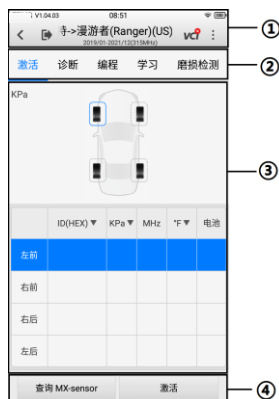 V1.04.03 08:51
寺->漫游者(Ranger)(US) vci
2019/01-2021/12(315MHz)
①
激活 诊断 编程 学习 磨损检测
②
KPa
③
ID(HEX)▼ KPa▼ MHz °F▼ 电池
左前
右前
右后
左后
查询 MX-sensor 激活
④